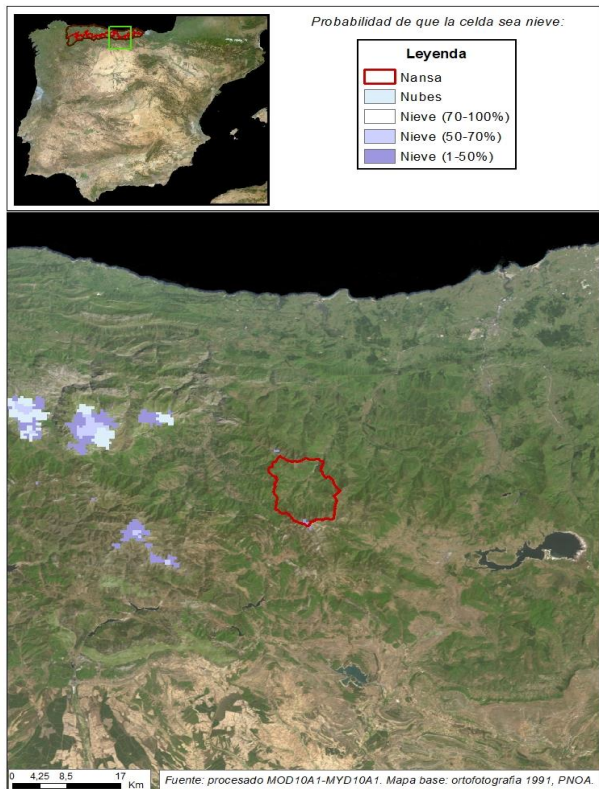 Probabilidad de que la celda sea nieve:
Leyenda
Nansa
Nubes
Nieve (70-100%)
Nieve (50-70%)
Nieve (1-50%)
0 4,25 8,5 17
Km
Fuente: procesado MOD10A1-MYD10A1. Mapa base: ortofotografia 1991, PNOA.